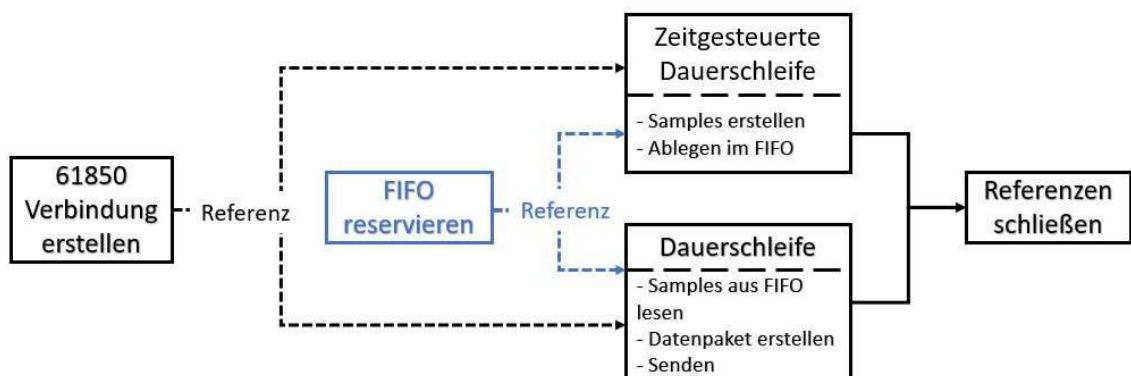 61850
Verbindung
erstellen
Referenz
FIFO
reservieren
Referenz
Zeitgesteuerte
Dauerschleife
- Samples erstellen
- Ablegen im FIFO
Dauerschleife
- Samples aus FIFO
lesen
- Datenpaket erstellen
- Senden
Referenzen
schließen